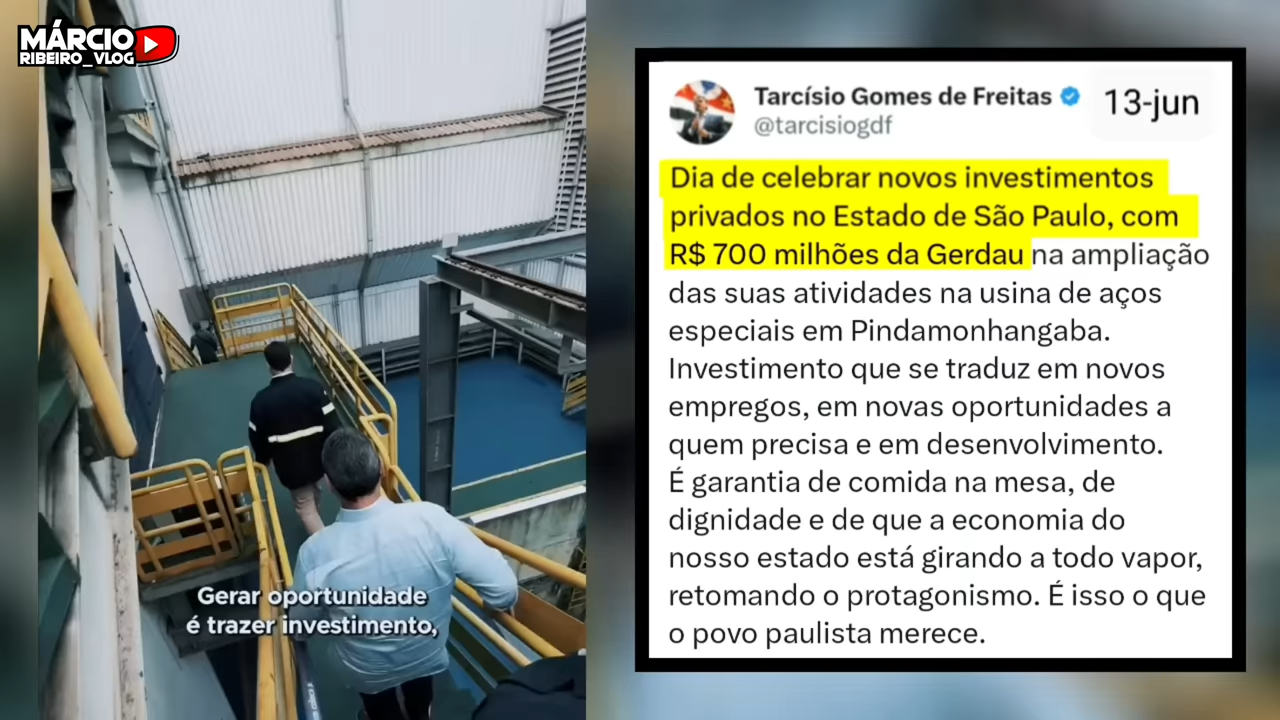 MÁRCIO
RIBEIRO_VLOG
Gerar oportunidade
é trazer investimento,
Tarcísio Gomes de Freitas 13-jun
@tarcisiogdf
Dia de celebrar novos investimentos
privados no Estado de São Paulo, com
R$ 700 milhões da Gerdau na ampliação
das suas atividades na usina de aços
especiais em Pindamonhangaba.
Investimento que se traduz em novos
empregos, em novas oportunidades a
quem precisa e em desenvolvimento.
É garantia de comida na mesa, de
dignidade e de que a economia do
nosso estado está girando a todo vapor,
retomando o protagonismo. É isso o que
o povo paulista merece.